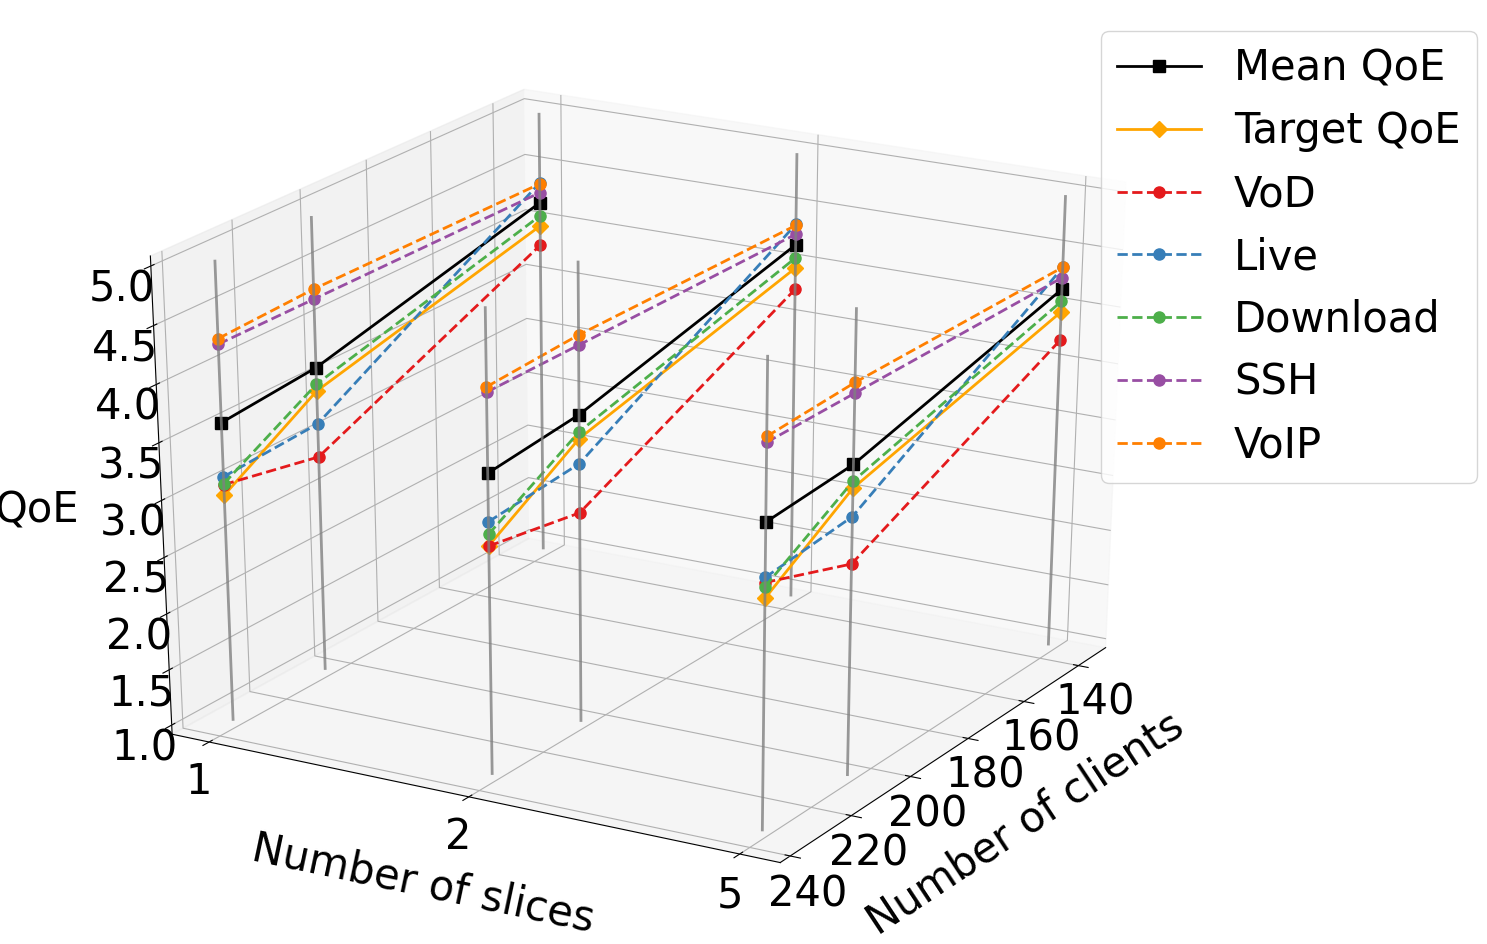 Mean QoE
Target QoE
VoD
Live
Download
SSH
VoIP
5.0
4.5
4.0
3.5
3.0
2.5
2.0
1.5
1.0
QoE
1
2
5
Number of slices
140
160
180
200
220
240
Number of clients